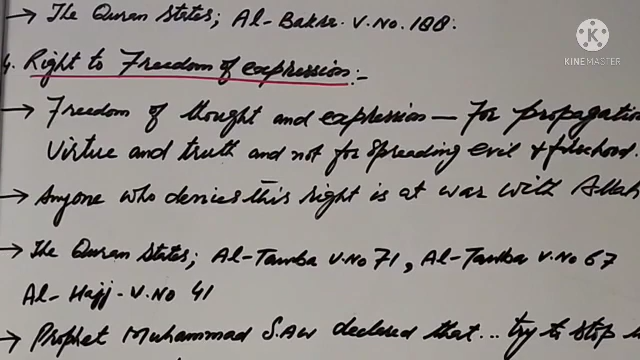 → The Quran States; Al-Bakra. V.No. 188.
KINEMASTER
4. Right to Freedom of expression:-
→ Freedom of thought and expression — For propagation
Virtue and truth and not for spreading evil & falsehood.
→ Anyone who denies this right is at war with Allah
→ The Quran States; Al-Tawba V.No 71, Al-Tawba V.No 67
Al-Hajj - V.No 41
→ Prophet Muhammad S.A.W declared that... try to stop